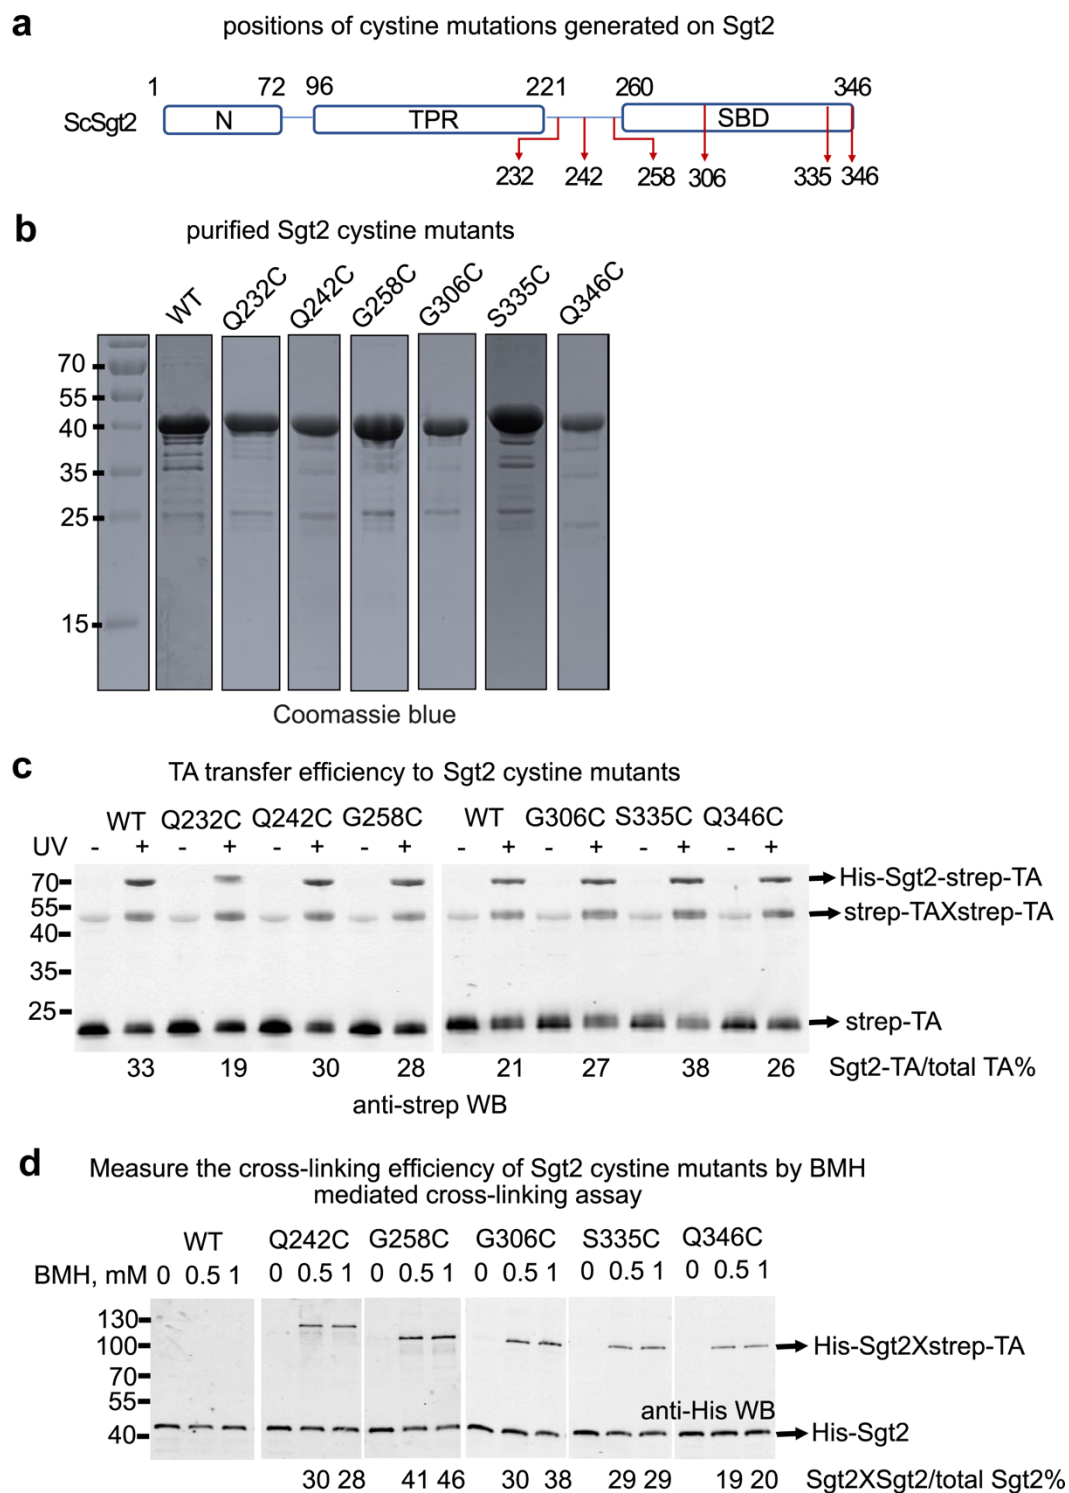 a
positions of cystine mutations generated on Sgt2
1 72 96 221 260 346
ScSgt2 N TPR SBD
232 242 258 306 335 346
b
purified Sgt2 cystine mutants
WT Q232C Q242C G258C G306C S335C Q346C
70
55
40
35
25
15
Coomassie blue
c
TA transfer efficiency to Sgt2 cystine mutants
WT Q232C Q242C G258C WT G306C S335C Q346C
UV - + - + - + - + - + - + - + - +
70 His-Sgt2-strep-TA
55 strep-TAXstrep-TA
40
35
25
strep-TA
33 19 30 28 21 27 38 26 Sgt2-TA/total TA%
anti-strep WB
d
Measure the cross-linking efficiency of Sgt2 cystine mutants by BMH
mediated cross-linking assay
WT Q242C G258C G306C S335C Q346C
BMH, mM 0 0.5 1 0 0.5 1 0 0.5 1 0 0.5 1 0 0.5 1 0 0.5 1
130
100 His-Sgt2Xstrep-TA
70
55
anti-His WB
40 His-Sgt2
30 28 41 46 30 38 29 29 19 20 Sgt2XSgt2/total Sgt2%